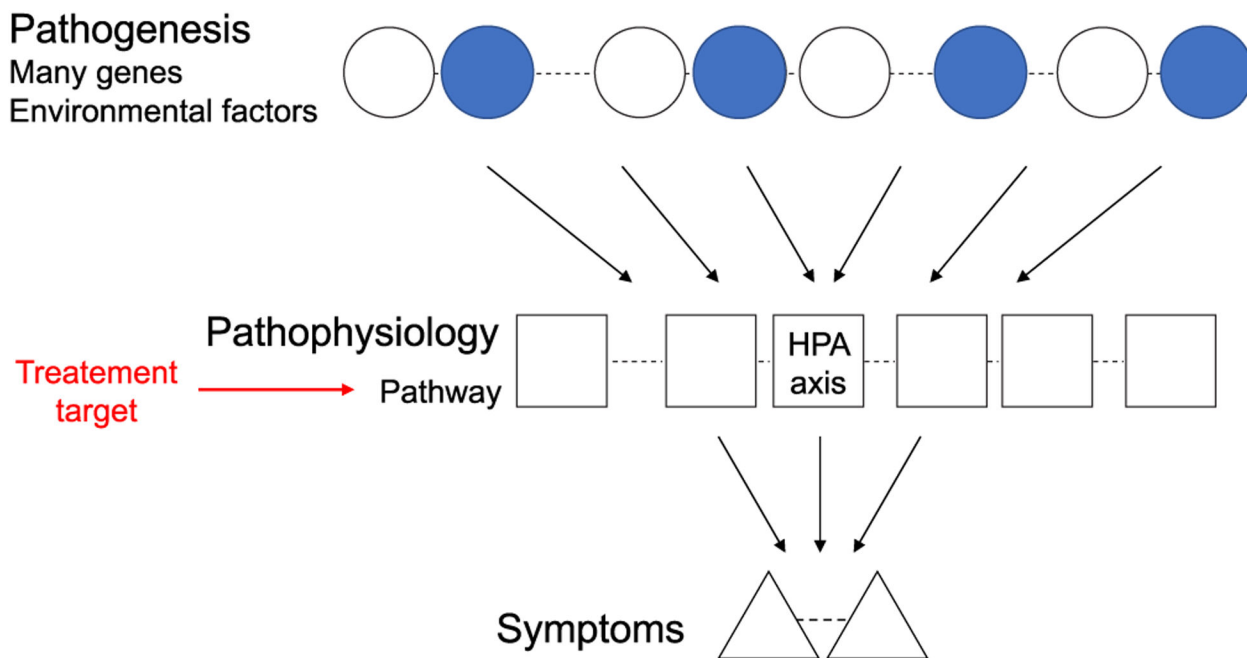 Pathogenesis
Many genes
Environmental factors
Pathophysiology
HPA
axis
Treatement
target
Pathway
Symptoms